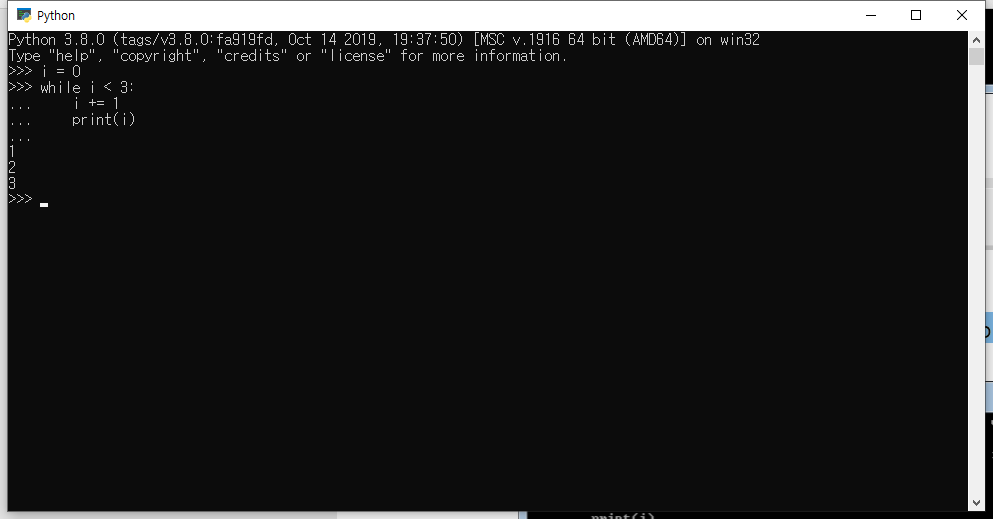 Python
Python 3.8.0 (tags/v3.8.0:fa919fd, Oct 14 2019, 19:37:50) [MSC v.1916 64 bit (AMD64)] on win32
Type "help", "copyright", "credits" or "license" for more information.
>>> i = 0
>>> while i < 3:
...     i += 1
...     print(i)
...
1
2
3
>>>
print(i)